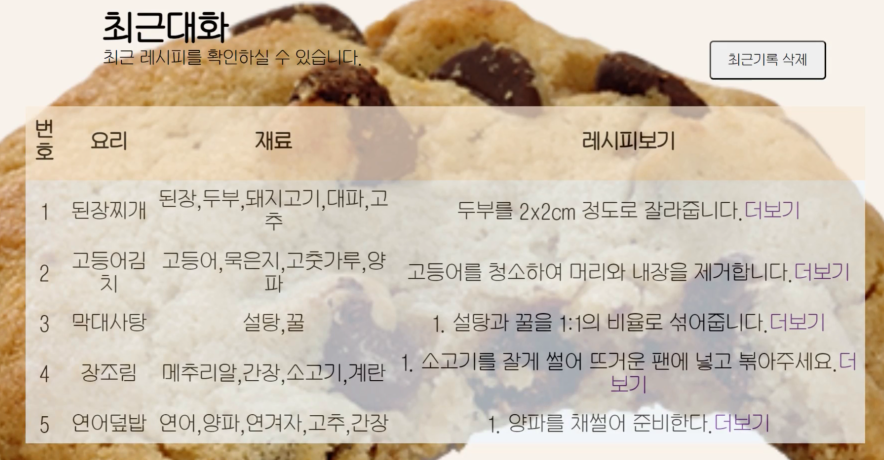 최근대화
최근 레시피를 확인하실 수 있습니다.
최근기록 삭제
번호 요리 재료 레시피보기
1 된장찌개 된장,두부,돼지고기,대파,고추 두부를 2x2cm 정도로 잘라줍니다.더보기
2 고등어김치 고등어,묵은지,고춧가루,양파 고등어를 청소하여 머리와 내장을 제거합니다.더보기
3 막대사탕 설탕,꿀 1. 설탕과 꿀을 1:1의 비율로 섞어줍니다.더보기
4 장조림 메추리알,간장,소고기,계란 1. 소고기를 잘게 썰어 뜨거운 팬에 넣고 볶아주세요.더보기
5 연어덮밥 연어,양파,연겨자,고추,간장 1. 양파를 채썰어 준비한다.더보기